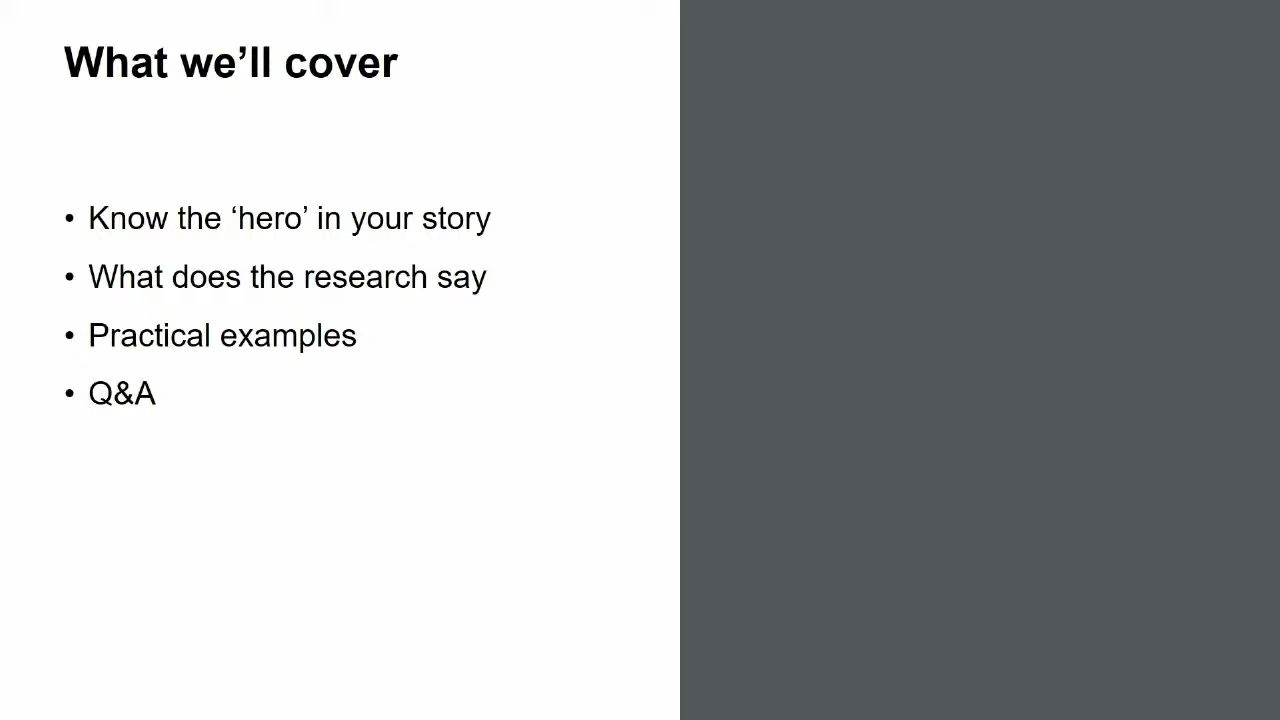 What we’ll cover
• Know the ‘hero’ in your story
• What does the research say
• Practical examples
• Q&A